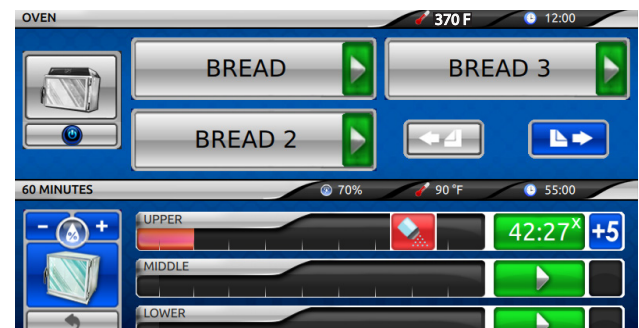 OVEN 370 F 12:00
BREAD BREAD 3
BREAD 2
60 MINUTES 70% 90 °F 55:00
- % +
UPPER 42:27 X +5
MIDDLE
LOWER